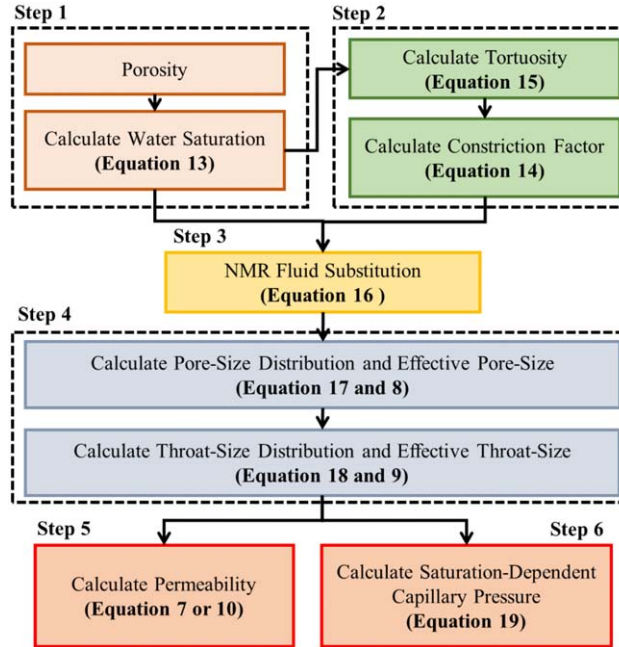 Step 1
Porosity
Calculate Water Saturation
(Equation 13)
Step 2
Calculate Tortuosity
(Equation 15)
Calculate Constriction Factor
(Equation 14)
Step 3
NMR Fluid Substitution
(Equation 16 )
Step 4
Calculate Pore-Size Distribution and Effective Pore-Size
(Equation 17 and 8)
Calculate Throat-Size Distribution and Effective Throat-Size
(Equation 18 and 9)
Step 5
Calculate Permeability
(Equation 7 or 10)
Step 6
Calculate Saturation-Dependent
Capillary Pressure
(Equation 19)